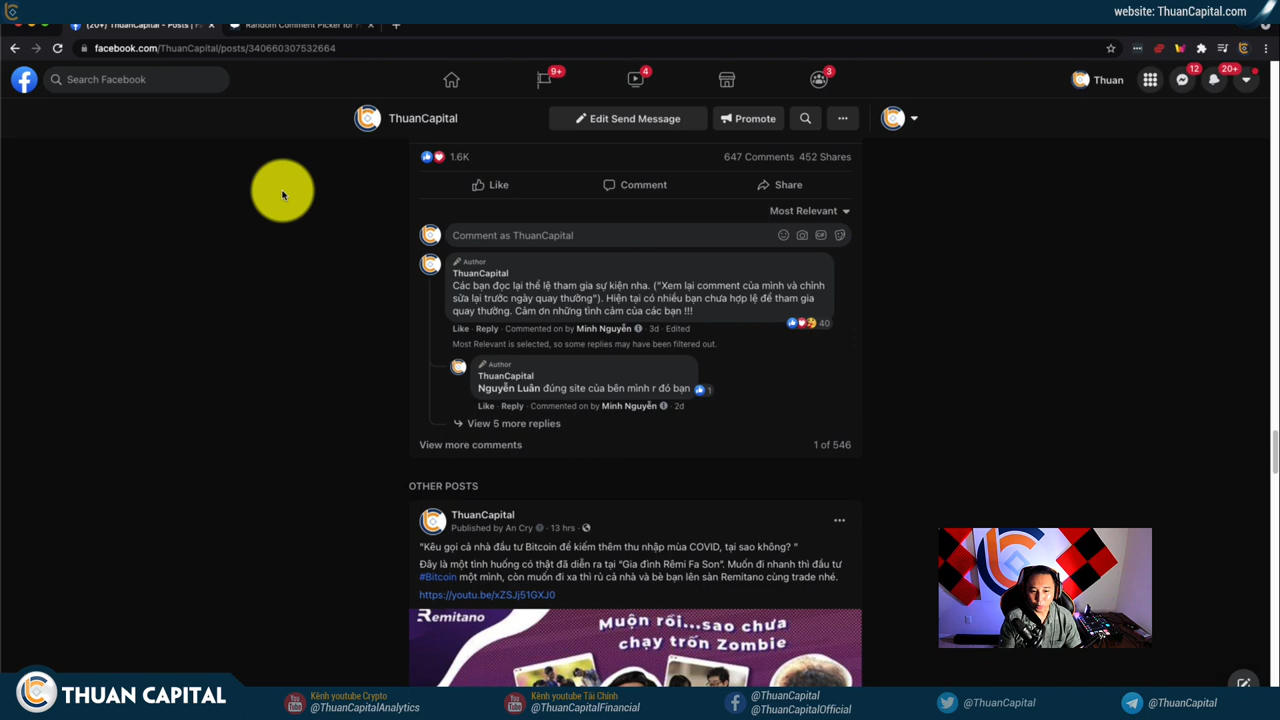 website: ThuanCapital.com
(20+) ThuanCapital - Posts | F
Random Comment Picker for F
facebook.com/ThuanCapital/posts/340660307532664
Search Facebook
9+
4
3
Thuan
12
20+
ThuanCapital
Edit Send Message
Promote
1.6K
647 Comments 452 Shares
Like
Comment
Share
Most Relevant
Comment as ThuanCapital
Author
ThuanCapital
Các bạn đọc lại thể lệ tham gia sự kiện nha. ("Xem lại comment của mình và chỉnh
sửa lại trước ngày quay thưởng"). Hiện tại có nhiều bạn chưa hợp lệ để tham gia
quay thưởng. Cảm ơn những tình cảm của các bạn !!!
40
Like · Reply · Commented on by Minh Nguyễn · 3d · Edited
Most Relevant is selected, so some replies may have been filtered out.
Author
ThuanCapital
Nguyễn Luân đúng site của bên mình r đó bạn
1
Like · Reply · Commented on by Minh Nguyễn · 2d
View 5 more replies
View more comments
1 of 546
OTHER POSTS
ThuanCapital
Published by An Cry · 13 hrs ·
"Kêu gọi cả nhà đầu tư Bitcoin để kiếm thêm thu nhập mùa COVID, tại sao không? "
Đây là một tình huống có thật đã diễn ra tại "Gia đình Rêmi Fa Son". Muốn đi nhanh thì đầu tư
#Bitcoin một mình, còn muốn đi xa thì rủ cả nhà và bè bạn lên sàn Remitano cùng trade nhé.
https://youtu.be/xZSJj51GXJ0
Remitano
Muộn rồi...sao chưa
chạy trốn Zombie
THUAN CAPITAL
Kênh youtube Crypto
@ThuanCapitalAnalytics
Kênh youtube Tài Chính
@ThuanCapitalFinancial
@ThuanCapital
@ThuanCapitalOfficial
@ThuanCapital
@ThuanCapital